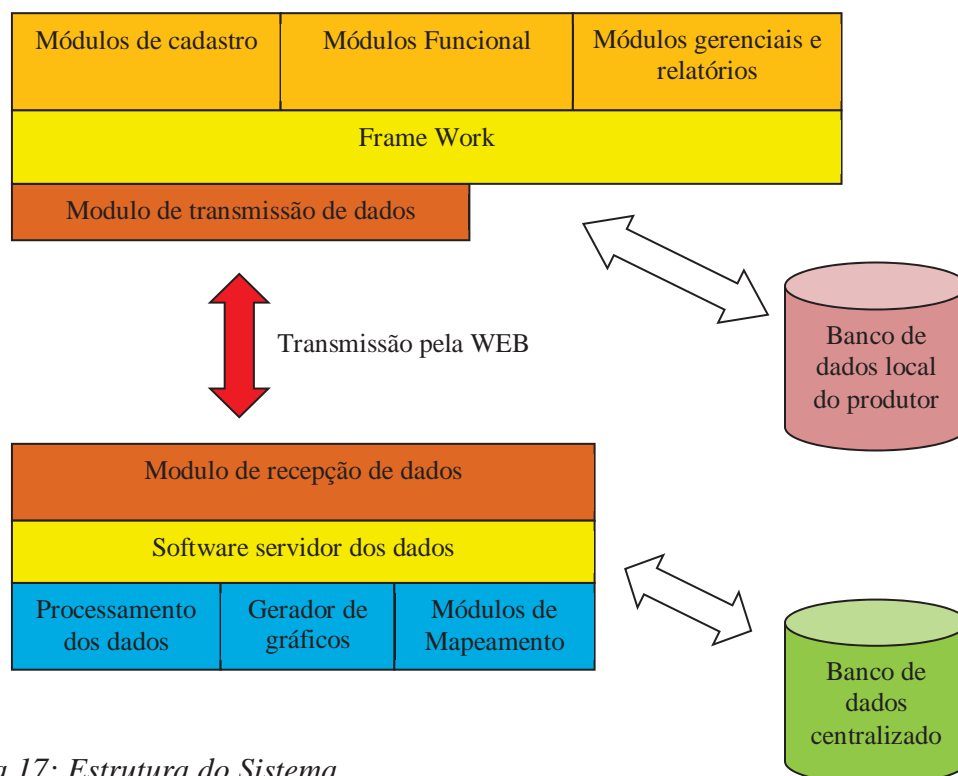 Módulos de cadastro
Módulos Funcional
Módulos gerenciais e
relatórios
Frame Work
Modulo de transmissão de dados
Transmissão pela WEB
Banco de
dados local
do produtor
Modulo de recepção de dados
Software servidor dos dados
Processamento
dos dados
Gerador de
gráficos
Módulos de
Mapeamento
Banco de
dados
centralizado
17: Estrutura do Sistema